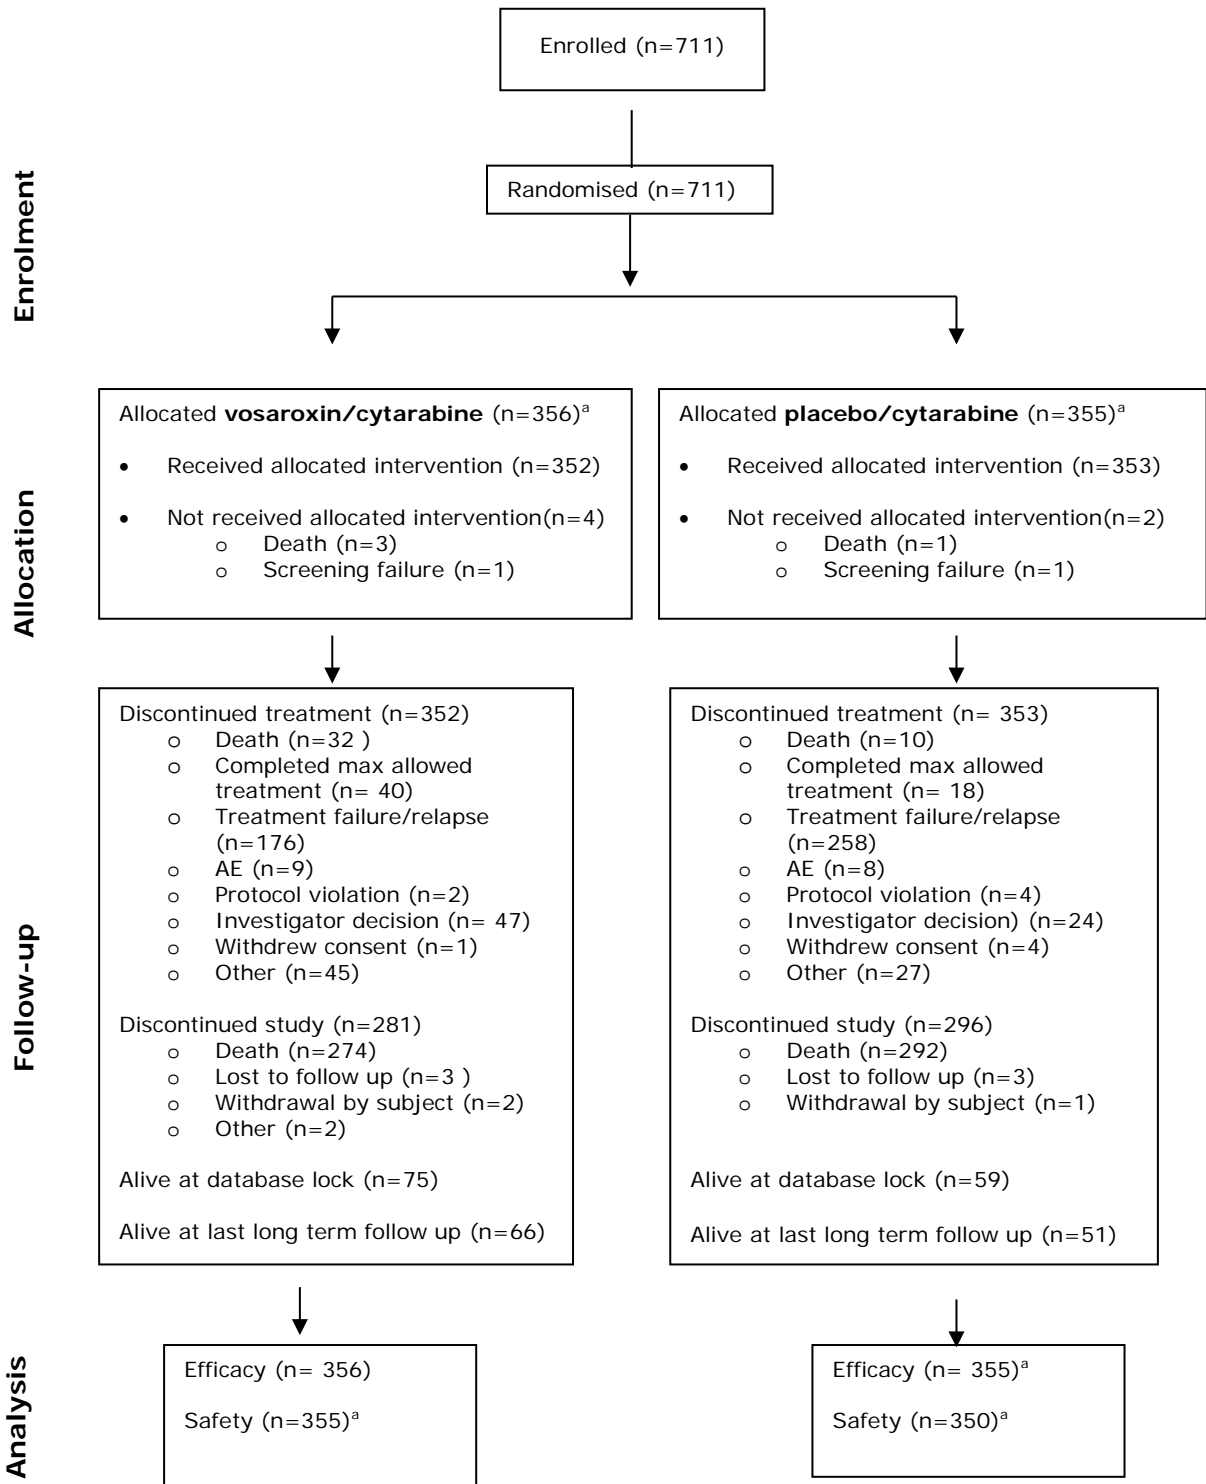 Enrolled (n=711)
Enrolment
Randomised (n=711)
Allocation
Allocated vosaroxin/cytarabine (n=356)a
• Received allocated intervention (n=352)
• Not received allocated intervention(n=4)
o Death (n=3)
o Screening failure (n=1)
Allocated placebo/cytarabine (n=355)a
• Received allocated intervention (n=353)
• Not received allocated intervention(n=2)
o Death (n=1)
o Screening failure (n=1)
Follow-up
Discontinued treatment (n=352)
o Death (n=32 )
o Completed max allowed
treatment (n= 40)
o Treatment failure/relapse
(n=176)
o AE (n=9)
o Protocol violation (n=2)
o Investigator decision (n= 47)
o Withdrew consent (n=1)
o Other (n=45)
Discontinued study (n=281)
o Death (n=274)
o Lost to follow up (n=3 )
o Withdrawal by subject (n=2)
o Other (n=2)
Alive at database lock (n=75)
Alive at last long term follow up (n=66)
Discontinued treatment (n= 353)
o Death (n=10)
o Completed max allowed
treatment (n= 18)
o Treatment failure/relapse
(n=258)
o AE (n=8)
o Protocol violation (n=4)
o Investigator decision) (n=24)
o Withdrew consent (n=4)
o Other (n=27)
Discontinued study (n=296)
o Death (n=292)
o Lost to follow up (n=3)
o Withdrawal by subject (n=1)
Alive at database lock (n=59)
Alive at last long term follow up (n=51)
Analysis
Efficacy (n= 356)
Safety (n=355)a
Efficacy (n= 355)a
Safety (n=350)a